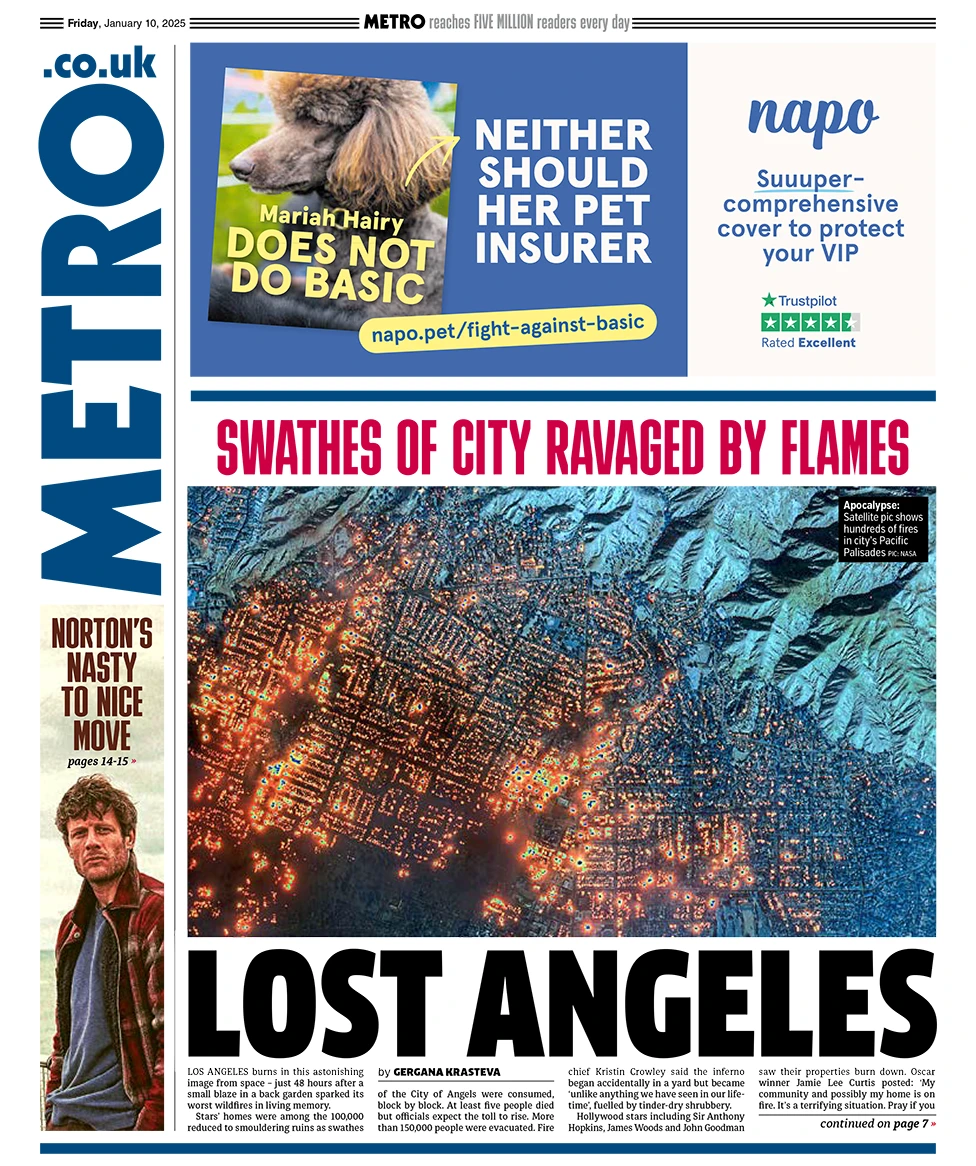 Friday, January 10, 2025
METRO reaches FIVE MILLION readers every day
METRO
.co.uk
Mariah Hairy
DOES NOT
DO BASIC
NEITHER
SHOULD
HER PET
INSURER
napo.pet/fight-against-basic
napo
Suuuper-
comprehensive
cover to protect
your VIP
Trustpilot
Rated Excellent
SWATHES OF CITY RAVAGED BY FLAMES
Apocalypse:
Satellite pic shows
hundreds of fires
in city's Pacific
Palisades PIC: NASA
NORTON'S
NASTY
TO NICE
MOVE
pages 14-15 »
LOST ANGELES
LOS ANGELES burns in this astonishing
image from space – just 48 hours after a
small blaze in a back garden sparked its
worst wildfires in living memory.
Stars' homes were among the 100,000
reduced to smouldering ruins as swathes
by GERGANA KRASTEVA
of the City of Angels were consumed,
block by block. At least five people died
but officials expect the toll to rise. More
than 150,000 people were evacuated. Fire
chief Kristin Crowley said the inferno
began accidentally in a yard but became
'unlike anything we have seen in our life-
time', fuelled by tinder-dry shrubbery.
Hollywood stars including Sir Anthony
Hopkins, James Woods and John Goodman
saw their properties burn down. Oscar
winner Jamie Lee Curtis posted: 'My
community and possibly my home is on
fire. It's a terrifying situation. Pray if you
continued on page 7 »